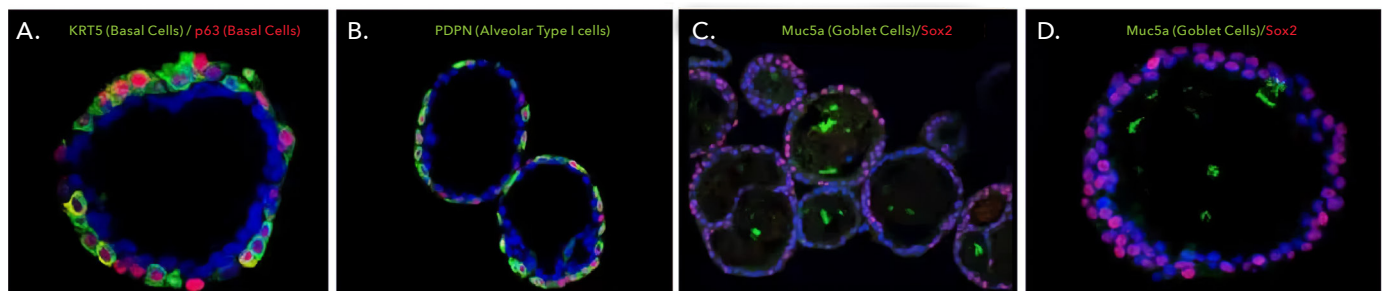 A. KRT5 (Basal Cells) / p63 (Basal Cells)
B. PDPN (Alveolar Type I cells)
C. Muc5a (Goblet Cells)/Sox2
D. Muc5a (Goblet Cells)/Sox2